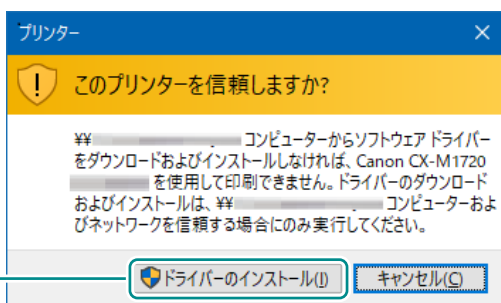 プリンター
このプリンターを信頼しますか?
¥¥ コンピューターからソフトウェア ドライバー
をダウンロードおよびインストールしなければ、Canon CX-M1720
を使用して印刷できません。ドライバーのダウンロード
およびインストールは、¥¥ コンピューターおよ
びネットワークを信頼する場合にのみ実行してください。
ドライバーのインストール(I) キャンセル(C)